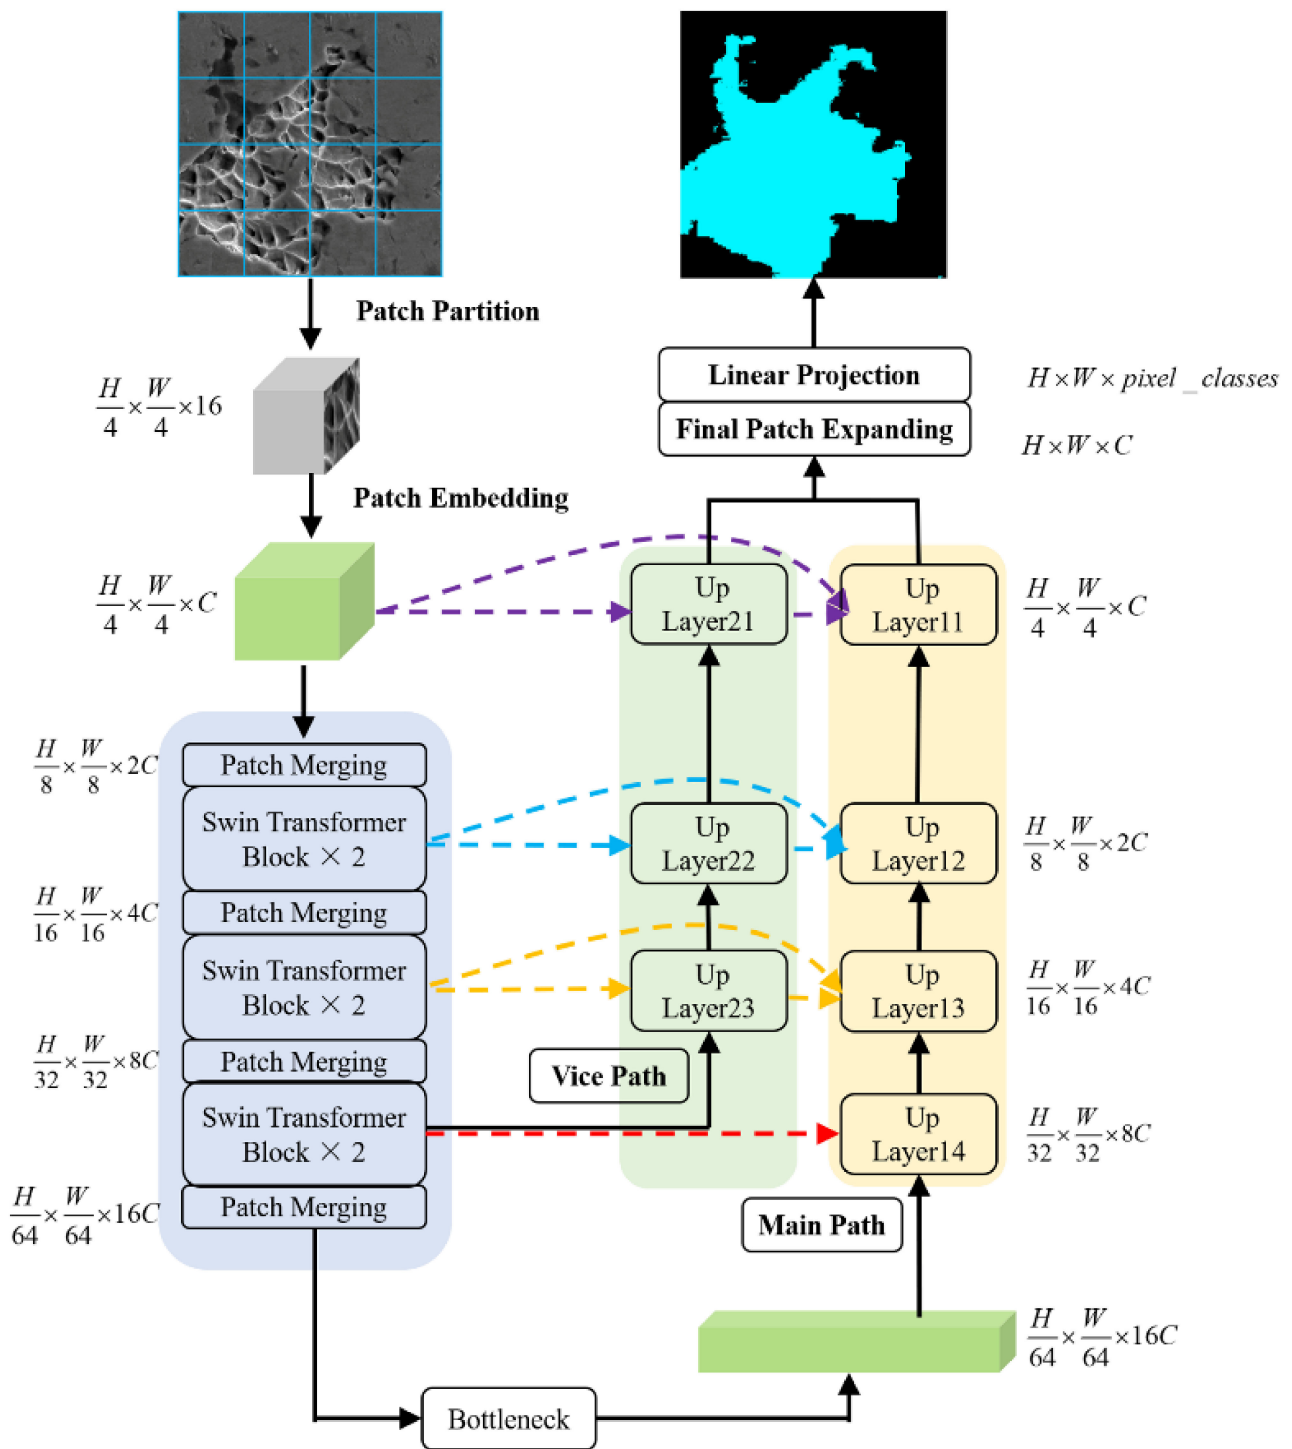 Patch Partition
H/4 × W/4 × 16
Patch Embedding
H/4 × W/4 × C
H/8 × W/8 × 2C
Patch Merging
Swin Transformer
Block × 2
H/16 × W/16 × 4C
Patch Merging
Swin Transformer
Block × 2
H/32 × W/32 × 8C
Patch Merging
Swin Transformer
Block × 2
H/64 × W/64 × 16C
Patch Merging
Bottleneck
Linear Projection
H×W×pixel_classes
Final Patch Expanding
H×W×C
Up
Layer21
Up
Layer22
Up
Layer23
Vice Path
Up
Layer11
H/4 × W/4 × C
Up
Layer12
H/8 × W/8 × 2C
Up
Layer13
H/16 × W/16 × 4C
Up
Layer14
H/32 × W/32 × 8C
Main Path
H/64 × W/64 × 16C